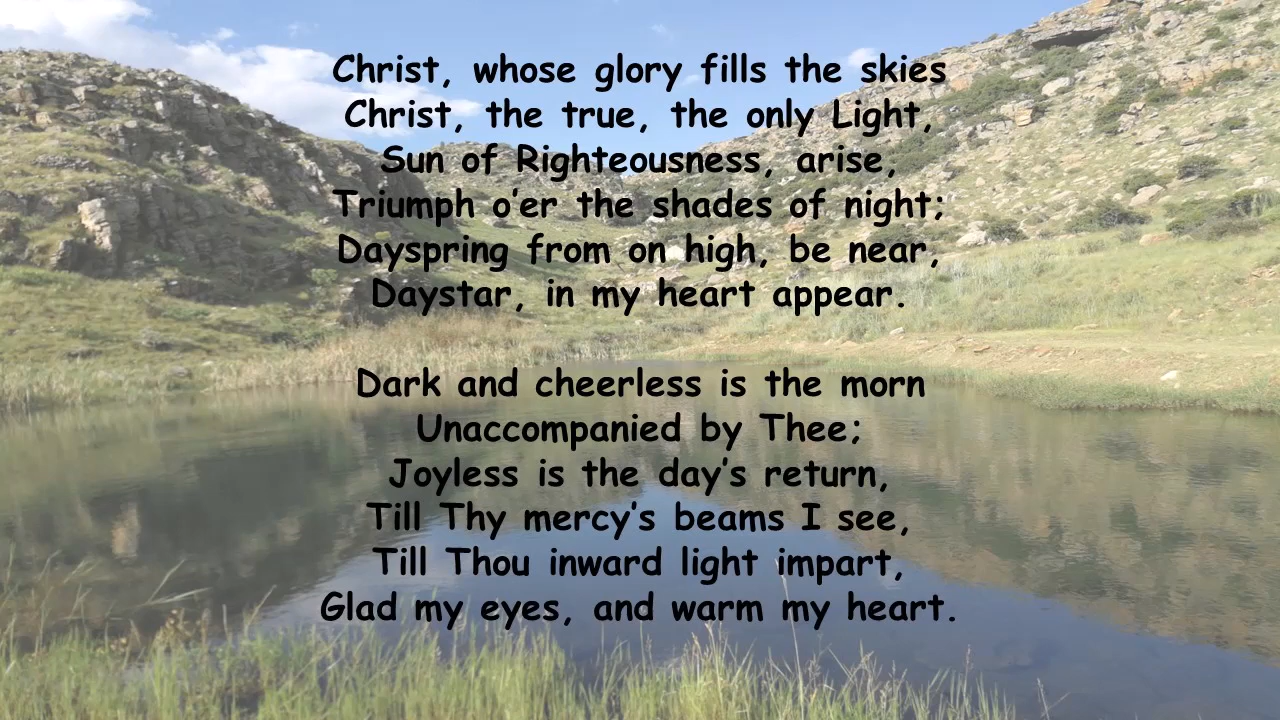 Christ, whose glory fills the skies
Christ, the true, the only Light,
Sun of Righteousness, arise,
Triumph o'er the shades of night;
Dayspring from on high, be near,
Daystar, in my heart appear.
Dark and cheerless is the morn
Unaccompanied by Thee;
Joyless is the day's return,
Till Thy mercy's beams I see,
Till Thou inward light impart,
Glad my eyes, and warm my heart.